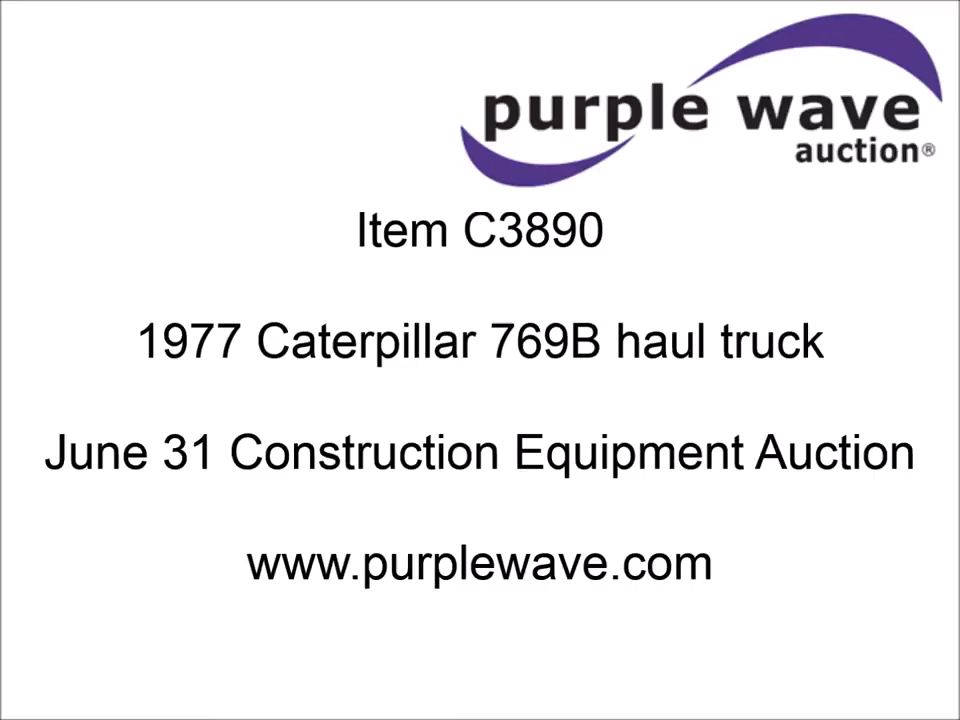 purple wave
auction®
Item C3890
1977 Caterpillar 769B haul truck
June 31 Construction Equipment Auction
www.purplewave.com